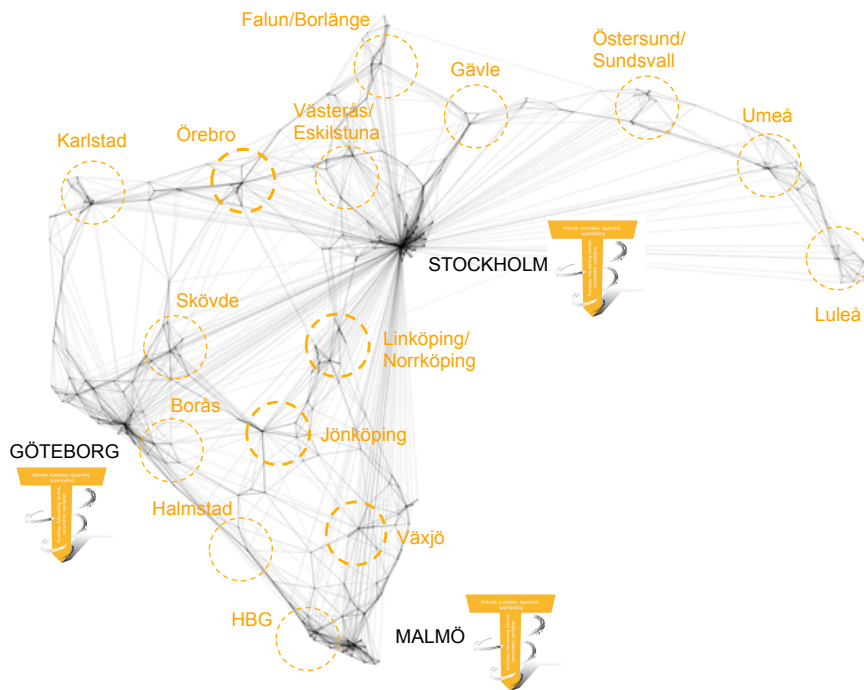 Falun/Borlänge
Östersund/
Sundsvall
Gävle
Västerås/
Eskilstuna
Umeå
Karlstad
Örebro
STOCKHOLM
Luleå
Skövde
Linköping/
Norrköping
Borås
Jönköping
GÖTEBORG
Halmstad
Växjö
HBG
MALMÖ